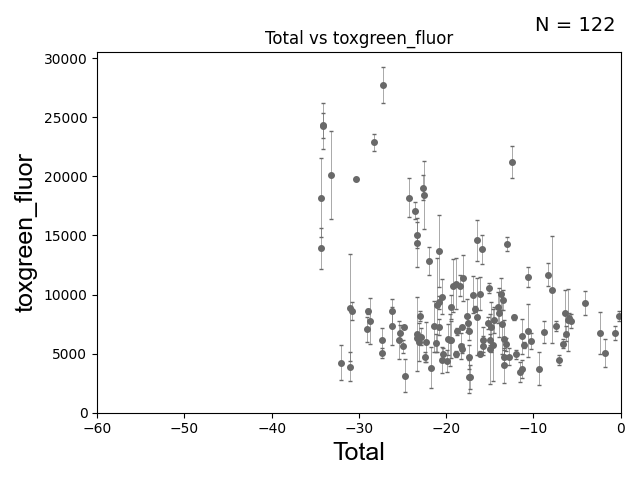 N = 122
Total vs toxgreen_fluor
30000
25000
20000
15000
10000
5000
0
toxgreen_fluor
−60 −50 −40 −30 −20 −10 0
Total